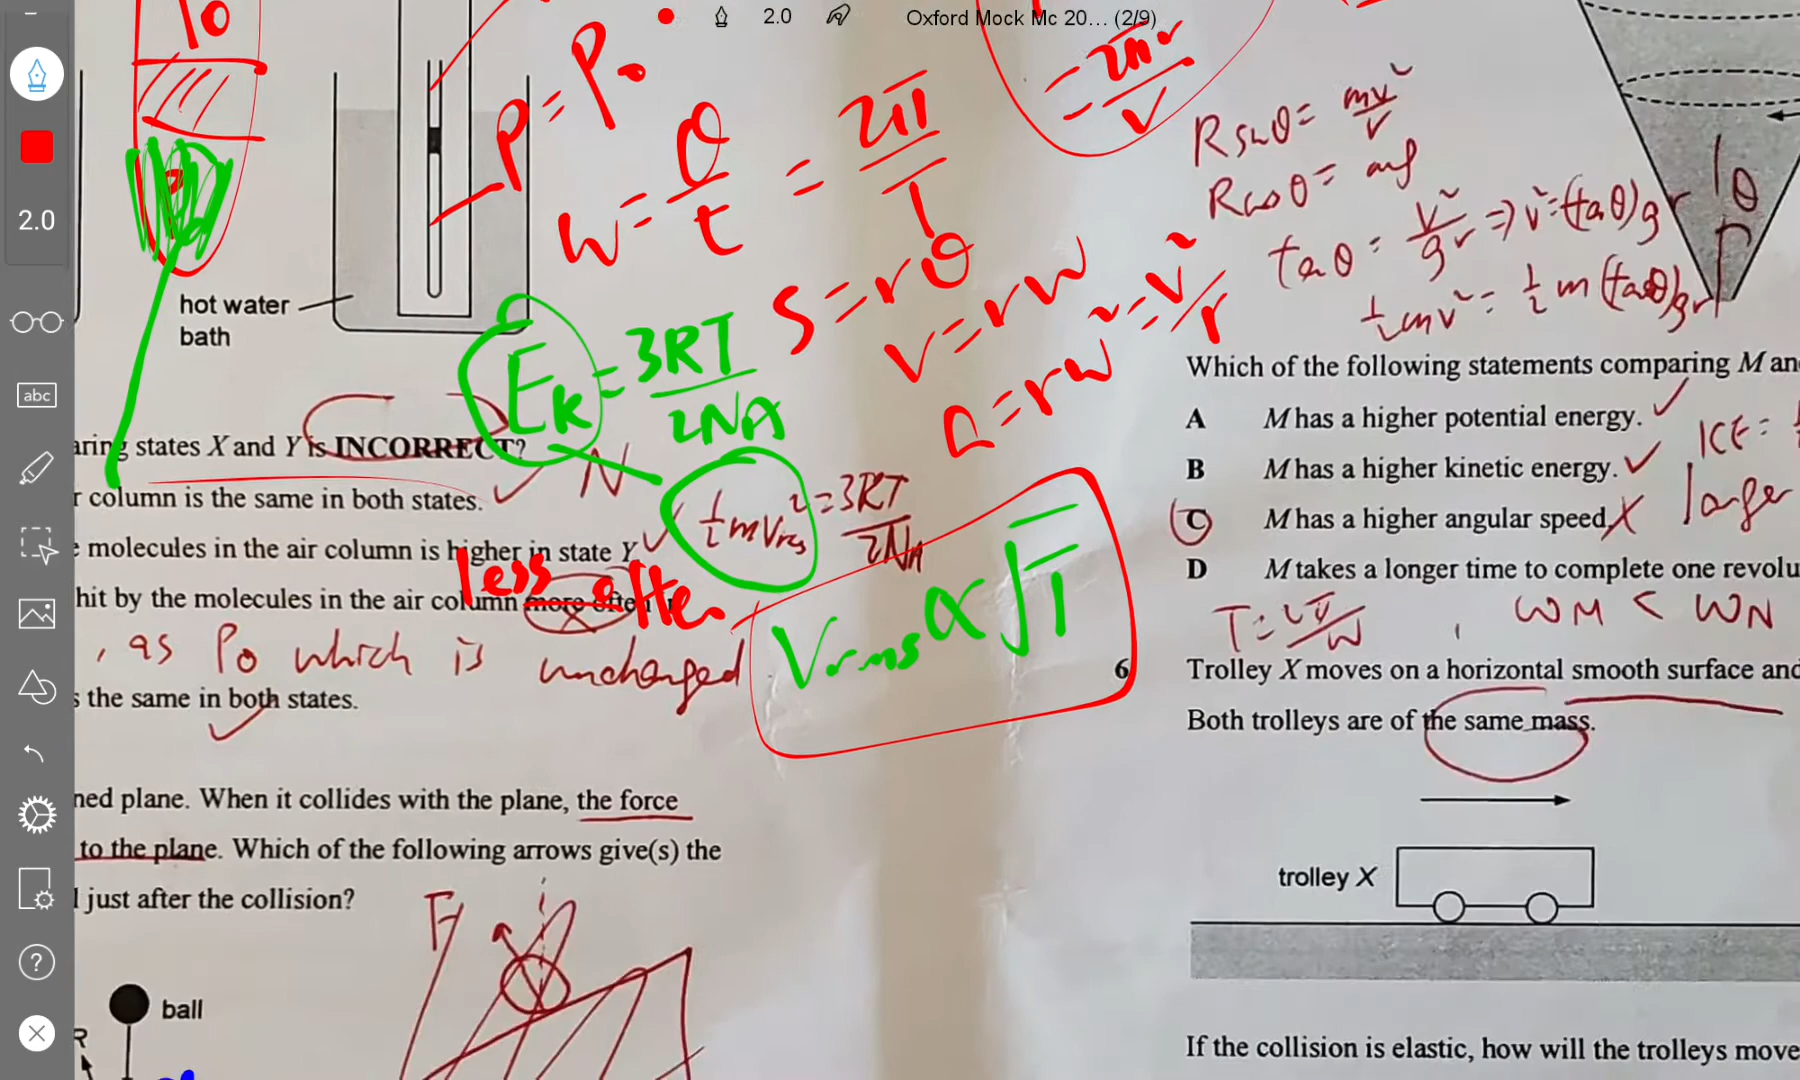 2.0
Oxford Mock Mc 20... (2/9)
2.0
abc
10
P = P₀
w = θ/t = 2π/T
= 2πr/v
s = rθ
v = rw
a = rw² = v²/r
hot water
bath
E_K = 3RT/2NA
aring states X and Y is INCORRECT?
r column is the same in both states.
N
e molecules in the air column is higher in state Y
½mVrms² = 3RT/2NA
less often
hit by the molecules in the air column more often
, as P₀ which is unchanged
Vrms ∝ √T
s the same in both states.
ned plane. When it collides with the plane, the force
to the plane. Which of the following arrows give(s) the
l just after the collision?
F
ball
R
R sinθ = mv²/r
R cosθ = mg
tanθ = v²/gr => v² = (tanθ)gr
½mv² = ½m(tanθ)gr
θ
Which of the following statements comparing M an
A M has a higher potential energy.
KE =
B M has a higher kinetic energy.
larger
C M has a higher angular speed.
D M takes a longer time to complete one revolu
T = 2π/w , wM < wN
6 Trolley X moves on a horizontal smooth surface and
Both trolleys are of the same mass.
trolley X
If the collision is elastic, how will the trolleys move